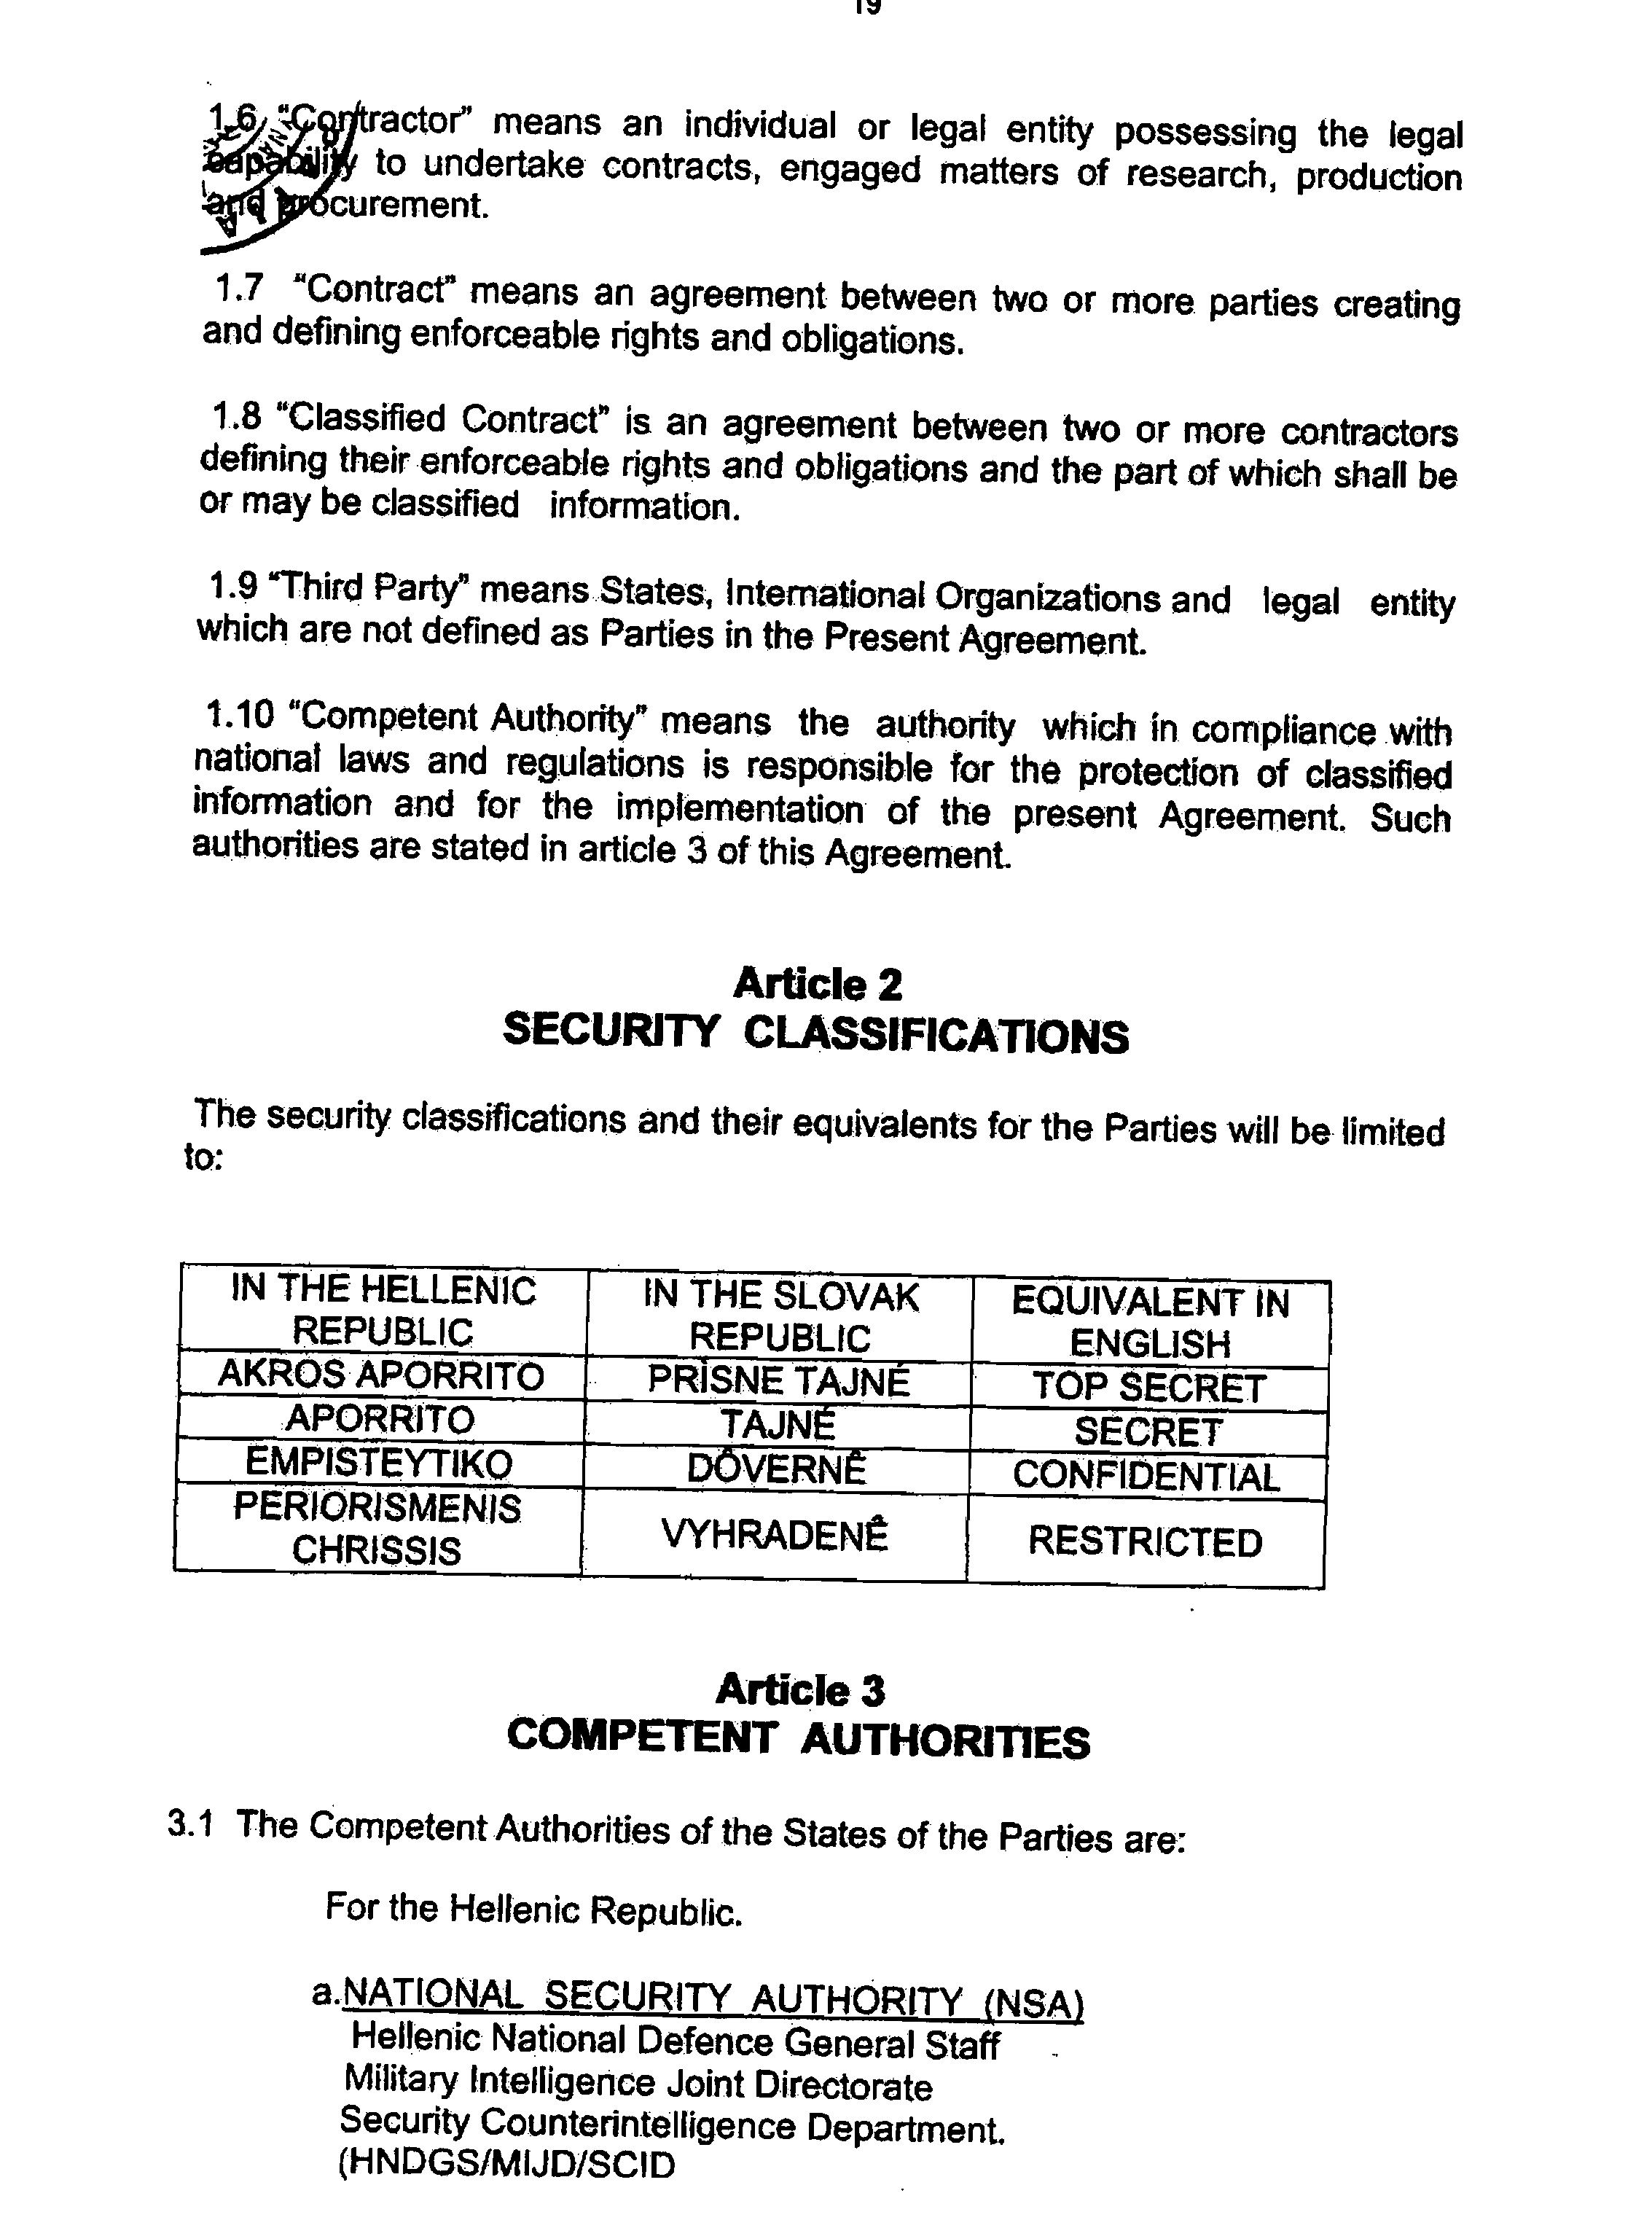 19
1.6 “Contractor” means an individual or legal entity possessing the legal
capability to undertake contracts, engaged matters of research, production
and procurement.
1.7 “Contract” means an agreement between two or more parties creating
and defining enforceable rights and obligations.
1.8 “Classified Contract” is an agreement between two or more contractors
defining their enforceable rights and obligations and the part of which shall be
or may be classified information.
1.9 “Third Party” means States, International Organizations and legal entity
which are not defined as Parties in the Present Agreement.
1.10 “Competent Authority” means the authority which in compliance with
national laws and regulations is responsible for the protection of classified
information and for the implementation of the present Agreement. Such
authorities are stated in article 3 of this Agreement.
Article 2
SECURITY CLASSIFICATIONS
The security classifications and their equivalents for the Parties will be limited
to:
IN THE HELLENIC REPUBLIC IN THE SLOVAK REPUBLIC EQUIVALENT IN ENGLISH
AKROS APORRITO PRÍSNE TAJNÉ TOP SECRET
APORRITO TAJNÉ SECRET
EMPISTEYTIKO DÔVERNÊ CONFIDENTIAL
PERIORISMENIS CHRISSIS VYHRADENÊ RESTRICTED
Article 3
COMPETENT AUTHORITIES
3.1 The Competent Authorities of the States of the Parties are:
For the Hellenic Republic.
a.NATIONAL SECURITY AUTHORITY (NSA)
Hellenic National Defence General Staff
Military Intelligence Joint Directorate
Security Counterintelligence Department.
(HNDGS/MIJD/SCID